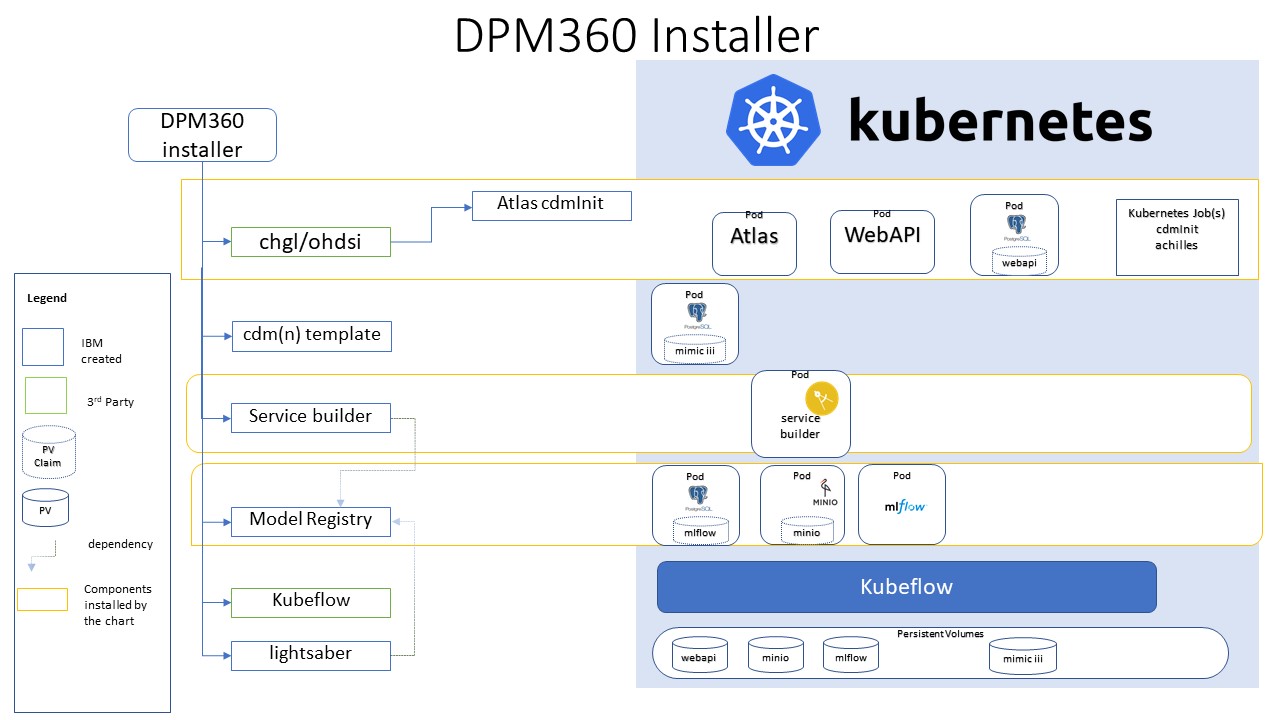 DPM360 Installer
kubernetes
DPM360
installer
Atlas cdmInit
chgl/ohdsi
Pod
Atlas
Pod
WebAPI
Pod
PostgreSQL
webapi
Kubernetes Job(s)
cdmInit
achilles
Legend
IBM
created
3rd Party
PV
Claim
PV
dependency
Components
installed by
the chart
cdm(n) template
Pod
PostgreSQL
mimic iii
Service builder
Pod
service
builder
Model Registry
Pod
PostgreSQL
mlflow
Pod
MINIO
minio
Pod
mlflow
Kubeflow
Kubeflow
lightsaber
Persistent Volumes
webapi
minio
mlflow
mimic iii